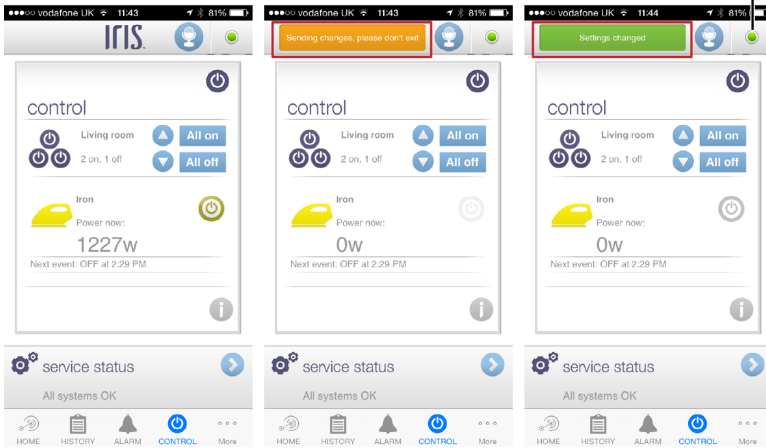 vodafone UK 11:43 81%
IRIS.
control
Living room
All on
2 on, 1 off
All off
Iron
Power now:
1227w
Next event: OFF at 2:29 PM
i
service status
All systems OK
HOME HISTORY ALARM CONTROL More
vodafone UK 11:43 81%
Sending changes, please don't exit
control
Living room
All on
2 on, 1 off
All off
Iron
Power now:
0w
Next event: OFF at 2:29 PM
i
service status
All systems OK
HOME HISTORY ALARM CONTROL More
vodafone UK 11:44 81%
Settings changed
control
Living room
All on
2 on, 1 off
All off
Iron
Power now:
0w
Next event: OFF at 2:29 PM
i
service status
All systems OK
HOME HISTORY ALARM CONTROL More